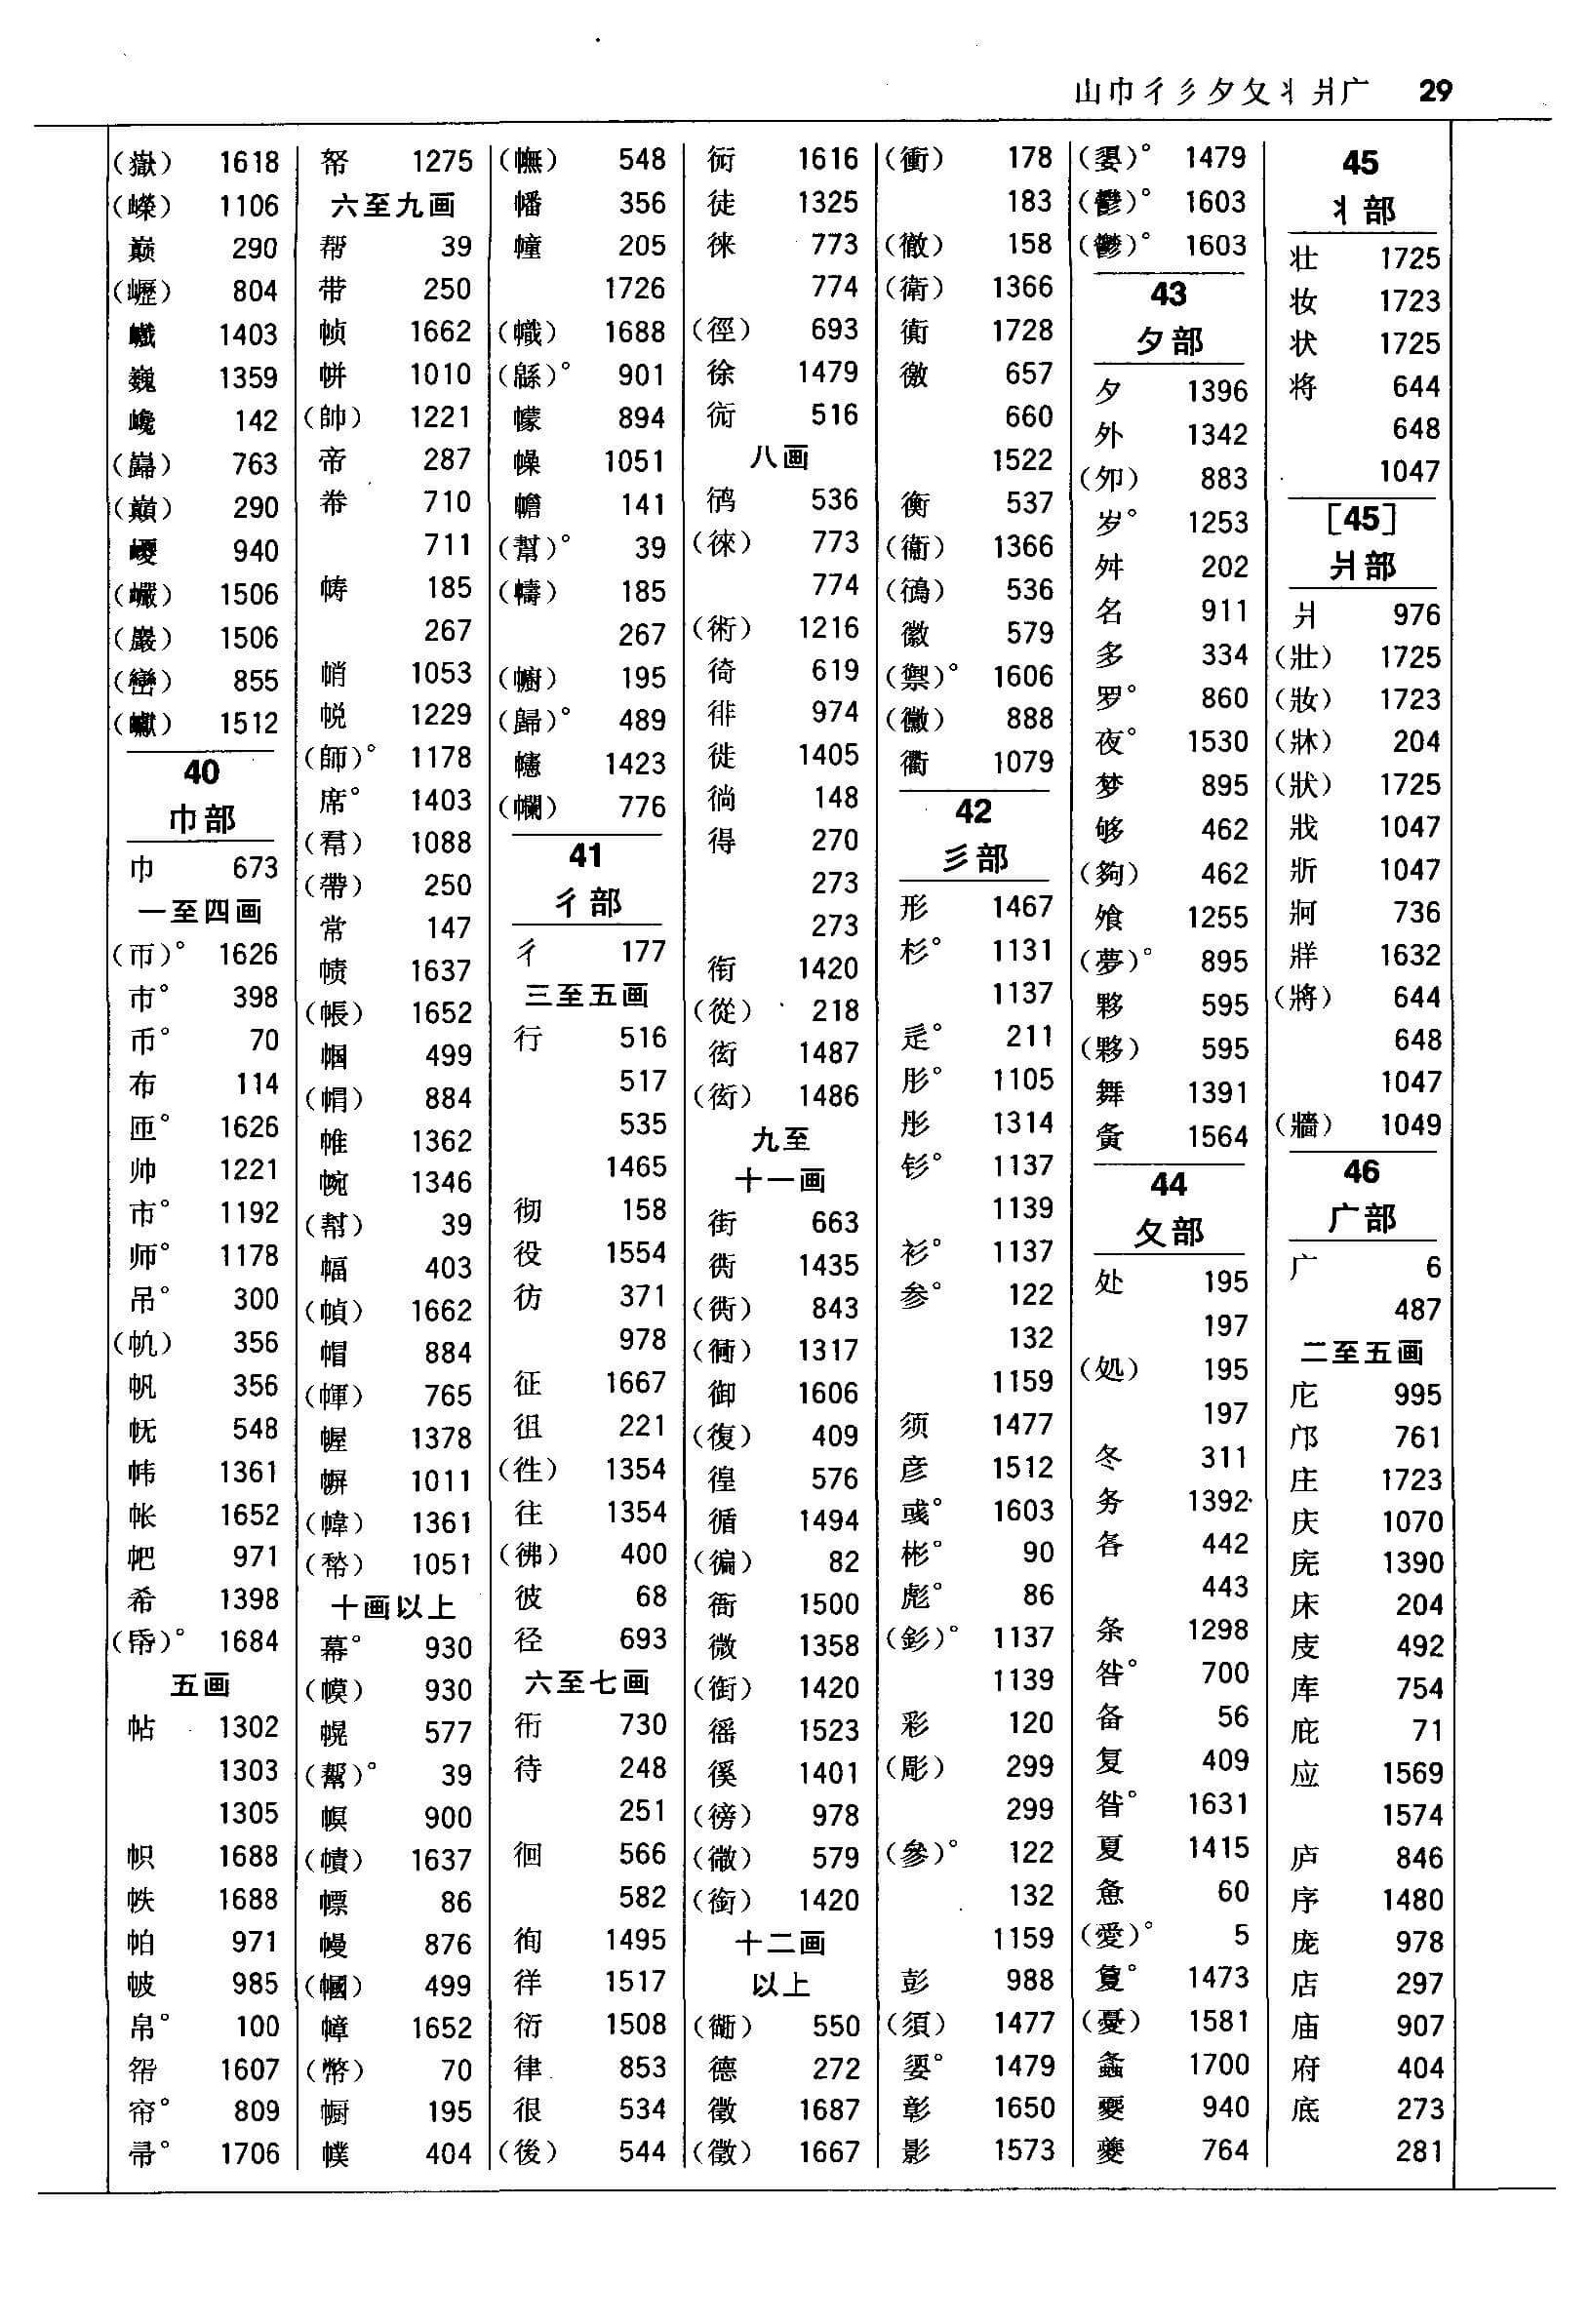 山巾彳彡夕夂丬爿广 29
(嶽) 1618
(嶸) 1106
巅 290
(嚦) 804
巇 1403
巍 1359
巉 142
(巋) 763
(巔) 290
巎 940
(巘) 1506
(巖) 1506
(巒) 855
1512
40
巾部
巾 673
一至四画
(帀)° 1626
市° 398
币° 70
布 114
匝° 1626
帅 1221
市° 1192
师° 1178
吊° 300
(帆) 356
帆 356
怃 548
帏 1361
帐 1652
帊 971
希 1398
(帋)° 1684
五画
帖 1302
1303
1305
帜 1688
帙 1688
帕 971
帔 985
帛° 100
帤 1607
帘° 809
帚° 1706
帑 1275
六至九画
帮 39
带 250
帧 1662
帡 1010
(帥) 1221
帝 287
帣 710
711
帱 185
267
帩 1053
帨 1229
(師)° 1178
席° 1403
(帬) 1088
(帶) 250
常 147
帻 1637
(帳) 1652
帼 499
(帽) 884
帷 1362
帵 1346
(幇) 39
幅 403
(幀) 1662
帽 884
(幝) 765
幄 1378
帲 1011
(幃) 1361
(幋) 1051
十画以上
幕° 930
(幙) 930
幌 577
(幫)° 39
幎 900
(幘) 1637
幖 86
幔 876
(幗) 499
幛 1652
(幣) 70
幮 195
幞 404
(幠) 548
幡 356
幢 205
1726
(幟) 1688
(緜)° 901
幪 894
幧 1051
幨 141
(幚)° 39
(幬) 185
267
(幮) 195
(歸)° 489
幰 1423
(幱) 776
41
彳部
彳 177
三至五画
行 516
517
535
1465
彻 158
役 1554
彷 371
978
征 1667
徂 221
(徃) 1354
往 1354
(彿) 400
彼 68
径 693
六至七画
衎 730
待 248
251
徊 566
582
徇 1495
徉 1517
衍 1508
律 853
很 534
(後) 544
1616
徒 1325
徕 773
774
(徑) 693
徐 1479
衏 516
八画
鸻 536
(徠) 773
774
(術) 1216
徛 619
徘 974
徙 1405
徜 148
得 270
273
273
衔 1420
(從) 218
1487
(衒) 1486
九至
十一画
街 663
1435
843
(衕) 1317
御 1606
(復) 409
徨 576
循 1494
(徧) 82
衙 1500
微 1358
(衘) 1420
徭 1523
徯 1401
(徬) 978
(微) 579
(銜) 1420
十二画
以上
(衚) 550
德 272
徵 1687
(徵) 1667
(衝) 178
183
(徹) 158
(衛) 1366
衠 1728
徼 657
660
1522
衡 537
(衞) 1366
(鴴) 536
徽 579
(禦)° 1606
(黴) 888
衢 1079
42
彡部
形 1467
杉° 1131
1137
211
肜° 1105
彤 1314
钐° 1137
1139
衫° 1137
参° 122
132
1159
须 1477
彦 1512
彧° 1603
彬° 90
彪° 86
(釤)° 1137
1139
彩 120
(彫) 299
299
(參)° 122
132
1159
彭 988
(須) 1477
媭° 1479
彰 1650
影 1573
(嬃)° 1479
(鬱)° 1603
(鬱)° 1603
43
夕部
夕 1396
外 1342
(夘) 883
岁° 1253
舛 202
名 911
多 334
罗° 860
夜° 1530
梦 895
够 462
(夠) 462
飧 1255
(夢)° 895
夥 595
(夥) 595
舞 1391
夤 1564
44
夂部
处 195
197
(処) 195
197
冬 311
务 1392
各 442
443
条 1298
咎° 700
备 56
复 409
昝° 1631
夏 1415
惫 60
(愛)° 5
敻° 1473
(憂) 1581
螽 1700
夒 940
夔 764
45
丬部
壮 1725
妆 1723
状 1725
将 644
648
1047
[45]
爿部
爿 976
(壯) 1725
(妝) 1723
(牀) 204
(狀) 1725
戕 1047
斨 1047
牁 736
牂 1632
(將) 644
648
1047
(牆) 1049
46
广部
广 6
487
二至五画
庀 995
邝 761
庄 1723
庆 1070
庑 1390
床 204
庋 492
库 754
庇 71
应 1569
1574
庐 846
序 1480
庞 978
店 297
庙 907
府 404
底 273
281